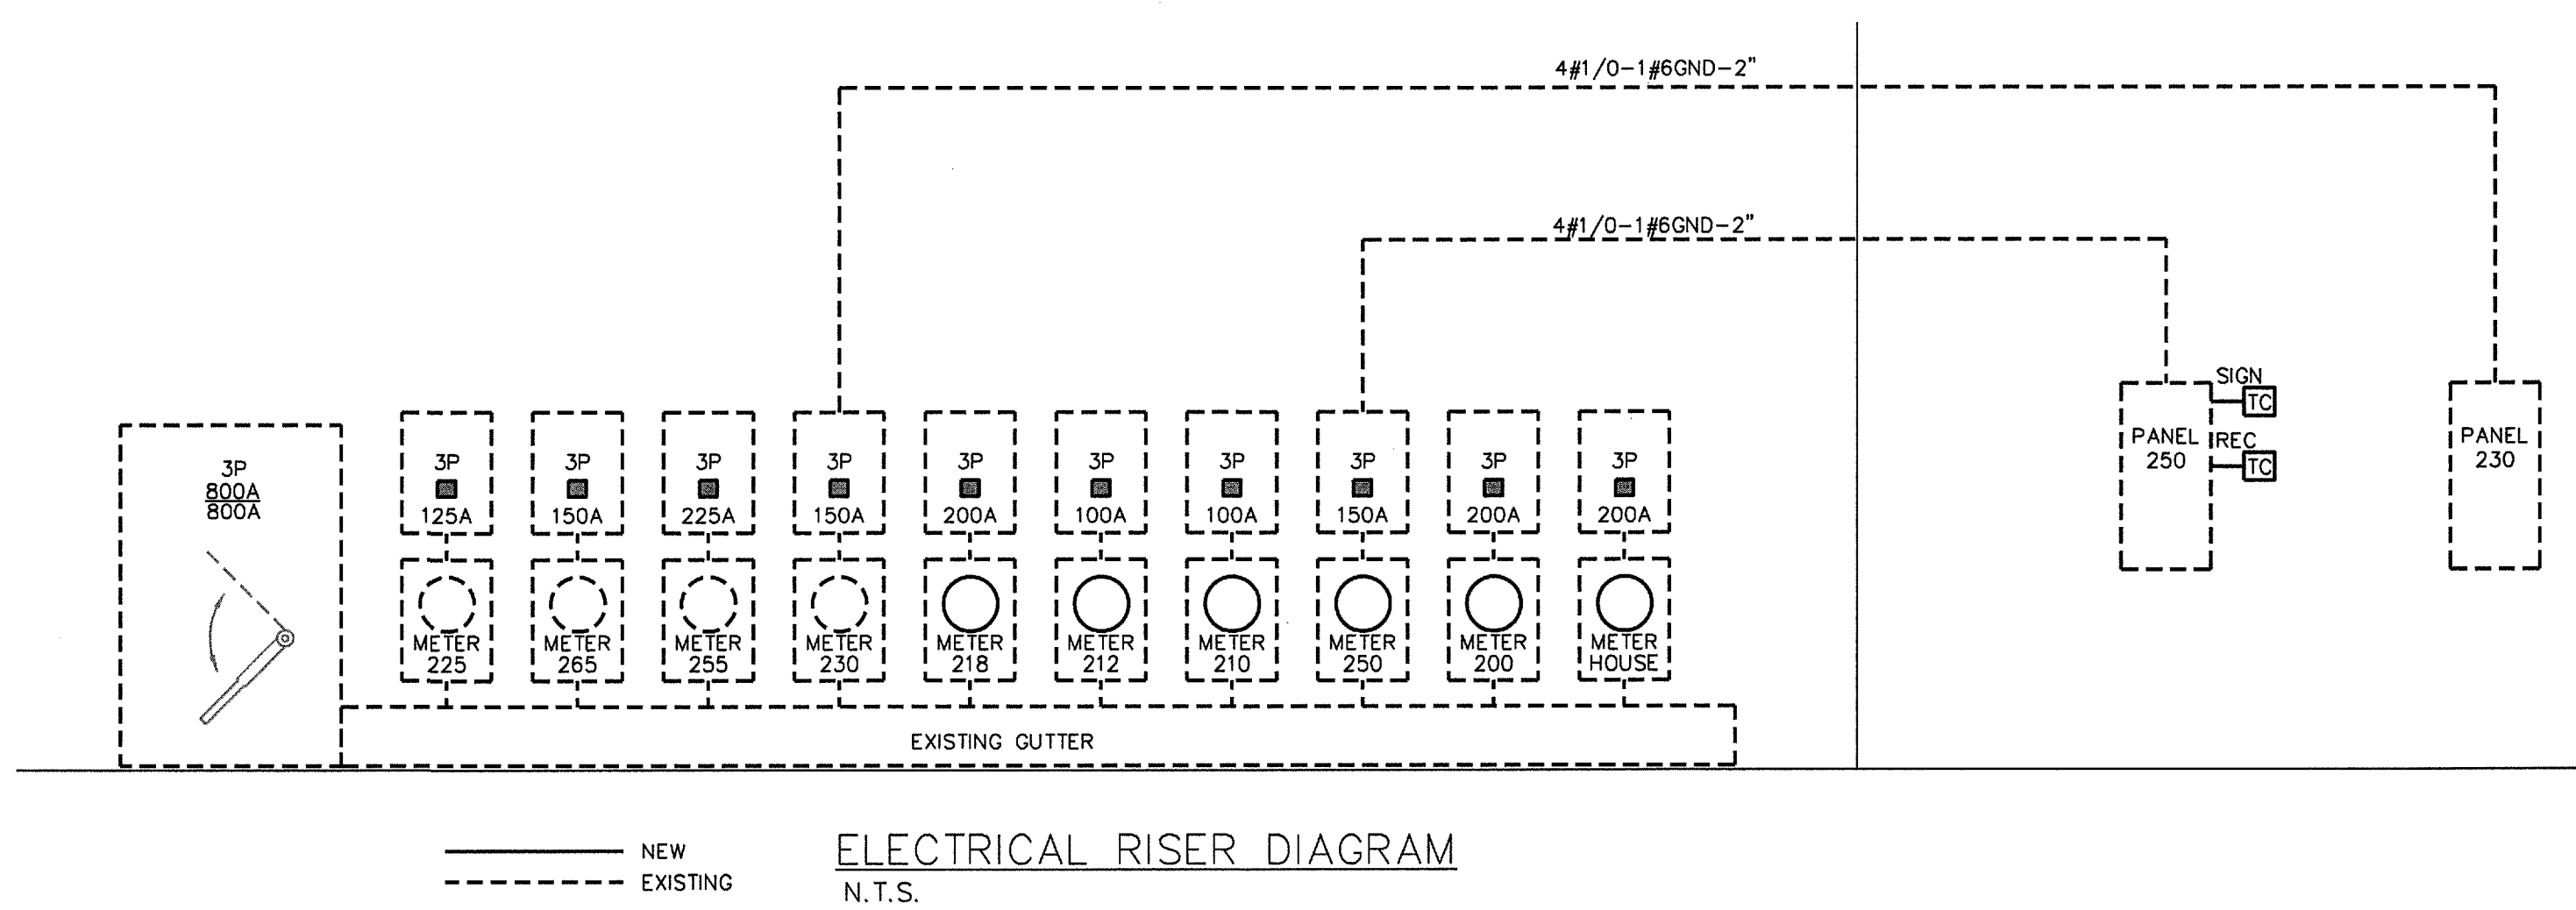 4#1/0-1#6GND-2"
4#1/0-1#6GND-2"
SIGN
TC
PANEL
250
REC
TC
PANEL
230
3P
800A
800A
3P
125A
3P
150A
3P
225A
3P
150A
3P
200A
3P
100A
3P
100A
3P
150A
3P
200A
3P
200A
METER
225
METER
265
METER
255
METER
230
METER
218
METER
212
METER
210
METER
250
METER
200
METER
HOUSE
EXISTING GUTTER
NEW
EXISTING
ELECTRICAL RISER DIAGRAM
N.T.S.